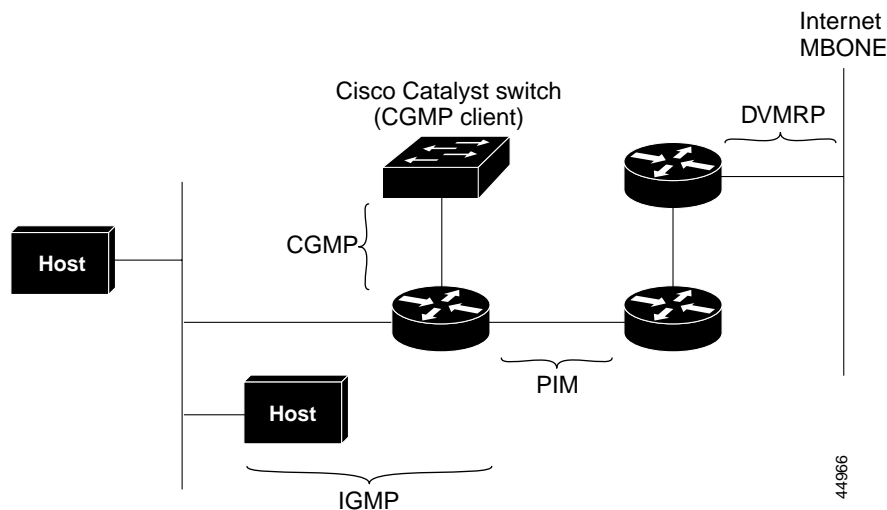 Internet
MBONE
Cisco Catalyst switch
(CGMP client)
DVMRP
CGMP
Host
PIM
Host
IGMP
44966